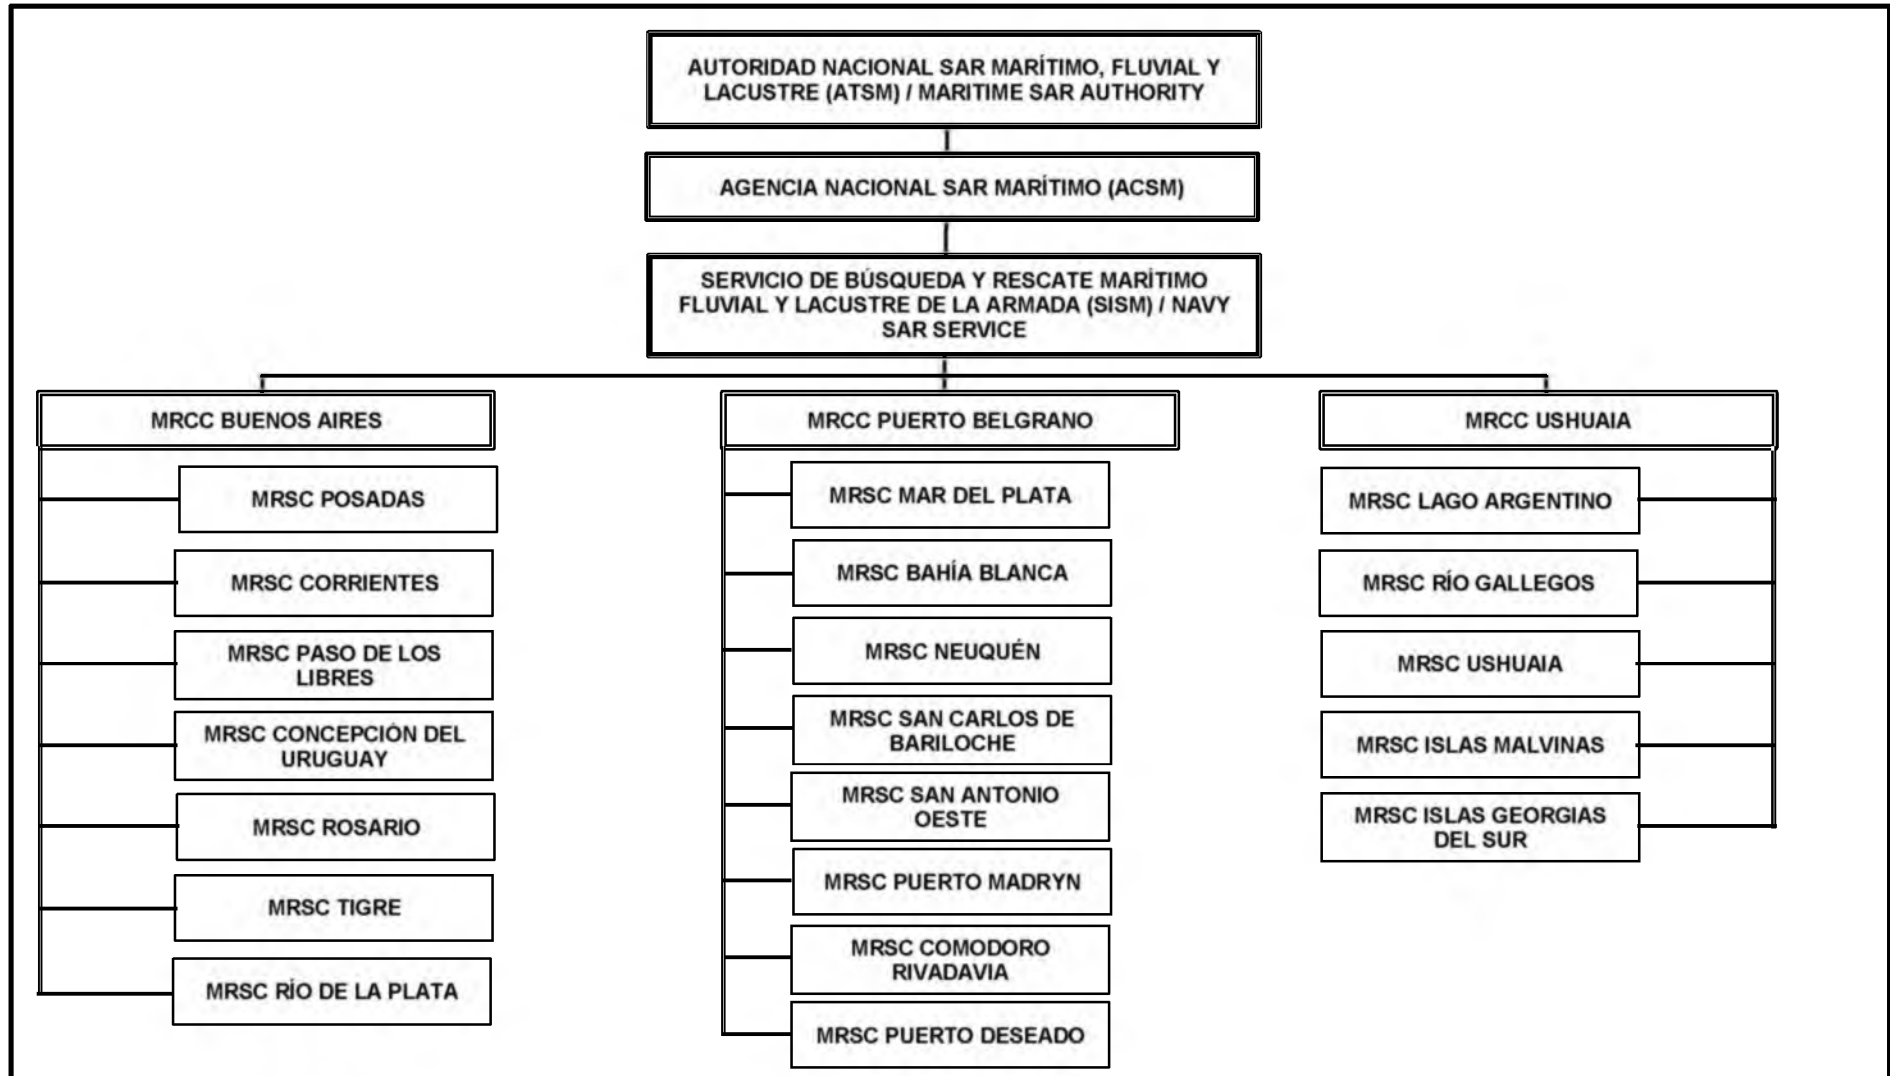 AUTORIDAD NACIONAL SAR MARÍTIMO, FLUVIAL Y
LACUSTRE (ATSM) / MARITIME SAR AUTHORITY
AGENCIA NACIONAL SAR MARÍTIMO (ACSM)
SERVICIO DE BÚSQUEDA Y RESCATE MARÍTIMO
FLUVIAL Y LACUSTRE DE LA ARMADA (SISM) / NAVY
SAR SERVICE
MRCC BUENOS AIRES
MRSC POSADAS
MRSC CORRIENTES
MRSC PASO DE LOS
LIBRES
MRSC CONCEPCIÓN DEL
URUGUAY
MRSC ROSARIO
MRSC TIGRE
MRSC RÍO DE LA PLATA
MRCC PUERTO BELGRANO
MRSC MAR DEL PLATA
MRSC BAHÍA BLANCA
MRSC NEUQUÉN
MRSC SAN CARLOS DE
BARILOCHE
MRSC SAN ANTONIO
OESTE
MRSC PUERTO MADRYN
MRSC COMODORO
RIVADAVIA
MRSC PUERTO DESEADO
MRCC USHUAIA
MRSC LAGO ARGENTINO
MRSC RÍO GALLEGOS
MRSC USHUAIA
MRSC ISLAS MALVINAS
MRSC ISLAS GEORGIAS
DEL SUR